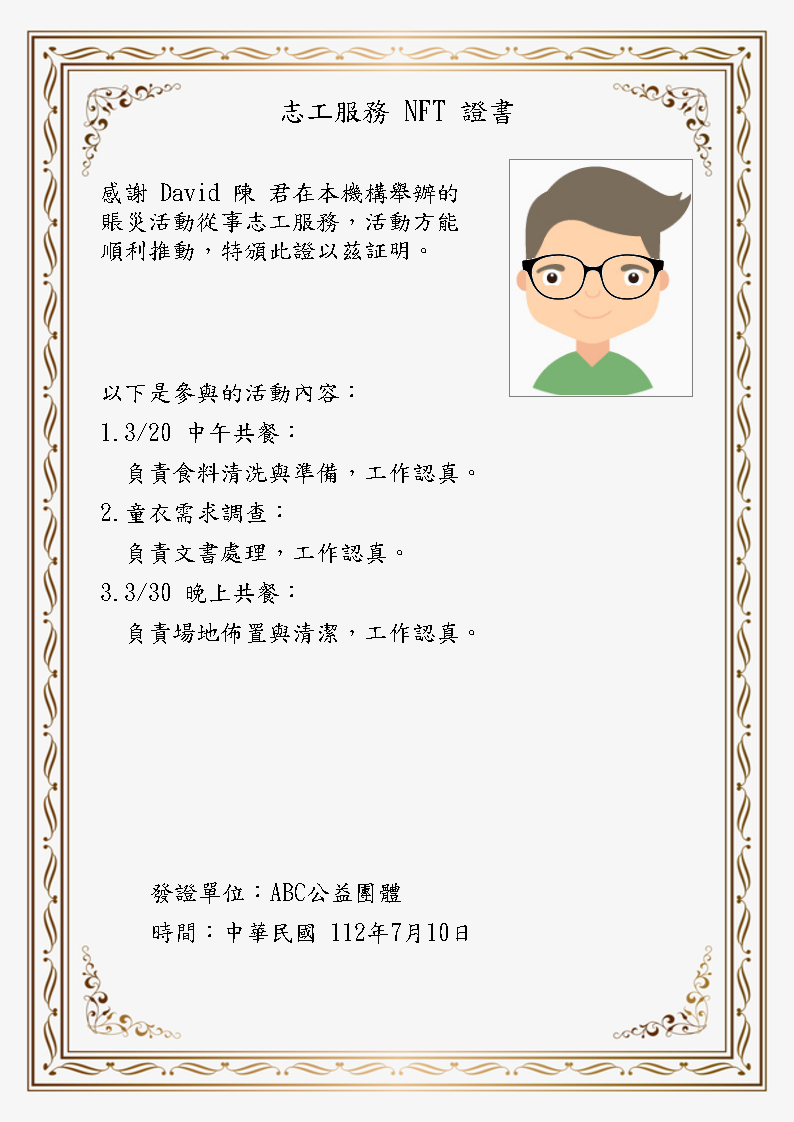 志工服務 NFT 證書
感謝 David 陳 君在本機構舉辦的
賬災活動從事志工服務，活動方能
順利推動，特頒此證以茲証明。
以下是參與的活動內容：
1.3/20 中午共餐：
負責食料清洗與準備，工作認真。
2.童衣需求調查：
負責文書處理，工作認真。
3.3/30 晚上共餐：
負責場地佈置與清潔，工作認真。
發證單位：ABC公益團體
時間：中華民國 112年7月10日